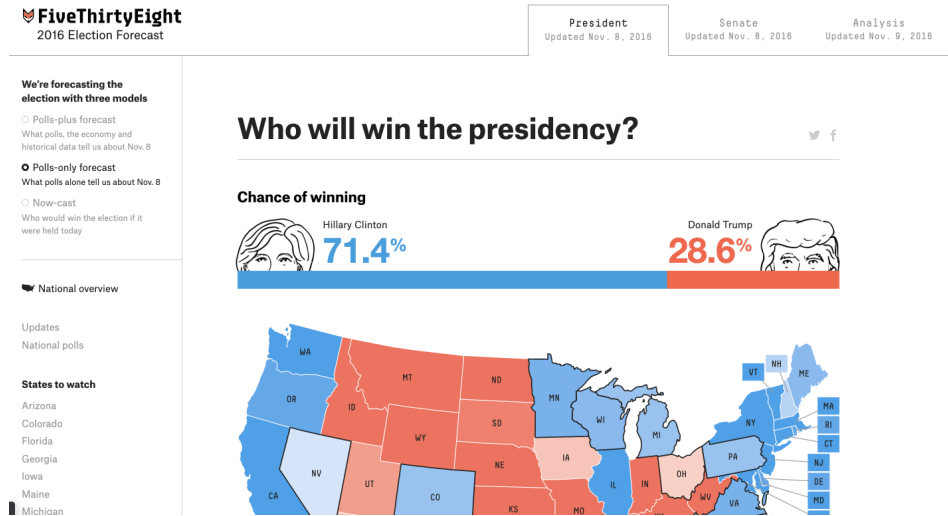 FiveThirtyEight
2016 Election Forecast
President
Updated Nov. 8, 2016
Senate
Updated Nov. 8, 2016
Analysis
Updated Nov. 9, 2016
We're forecasting the
election with three models
Polls-plus forecast
What polls, the economy and
historical data tell us about Nov. 8
Polls-only forecast
What polls alone tell us about Nov. 8
Now-cast
Who would win the election if it
were held today
National overview
Updates
National polls
States to watch
Arizona
Colorado
Florida
Georgia
Iowa
Maine
Michigan
Who will win the presidency?
Chance of winning
Hillary Clinton
71.4%
Donald Trump
28.6%
WA
MT
ND
MN
VT
NH
ME
OR
ID
SD
WI
MI
NY
MA
RI
CT
WY
NE
IA
PA
NJ
NV
UT
CO
IL
IN
OH
DE
CA
KS
MO
WV
VA
MD